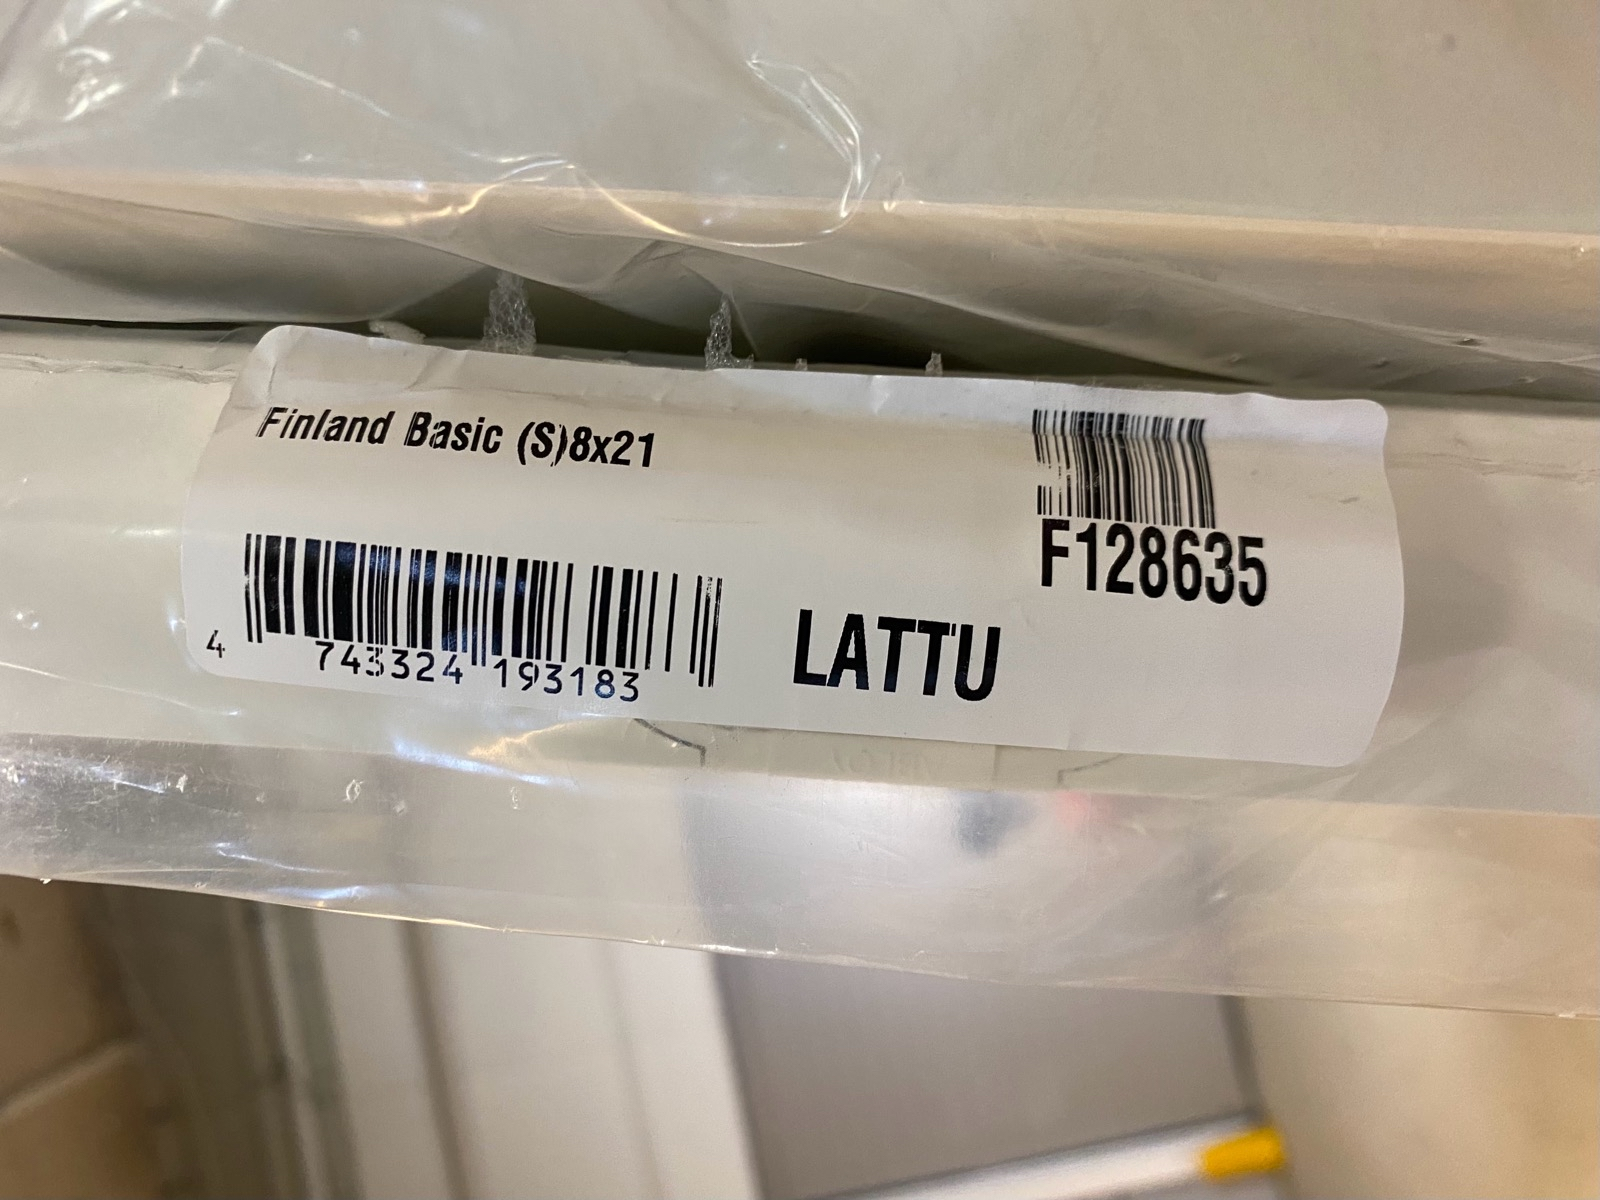 Finland Basic (S)8x21
F128635
4 743324 193183
LATTU